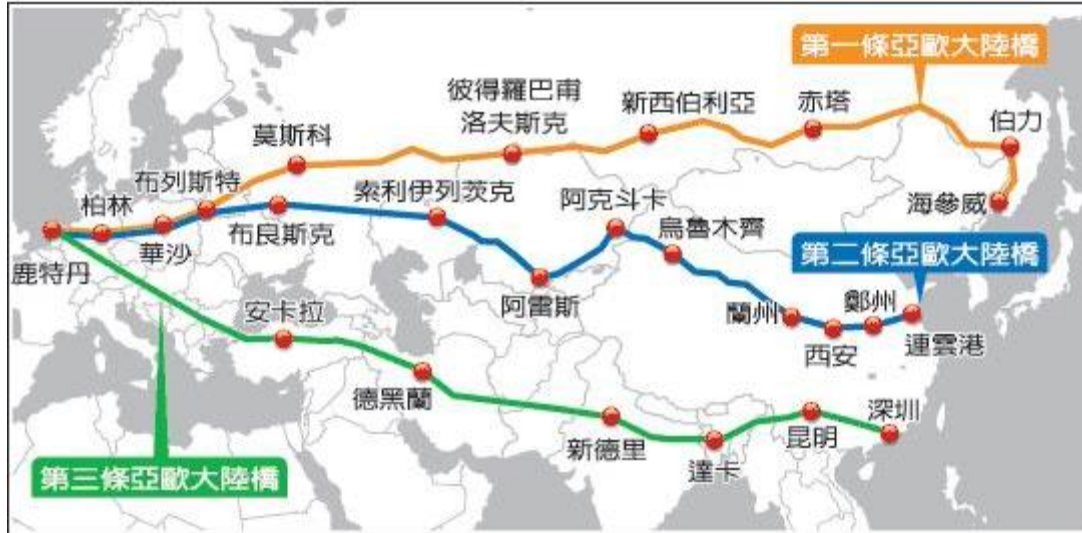 第一條亞歐大陸橋
彼得羅巴甫
洛夫斯克
新西伯利亞
赤塔
伯力
莫斯科
海參威
布列斯特
柏林
華沙
鹿特丹
布良斯克
索利伊列茨克
阿克斗卡
烏魯木齊
阿雷斯
第二條亞歐大陸橋
蘭州
西安
鄭州
連雲港
安卡拉
德黑蘭
新德里
達卡
昆明
深圳
第三條亞歐大陸橋